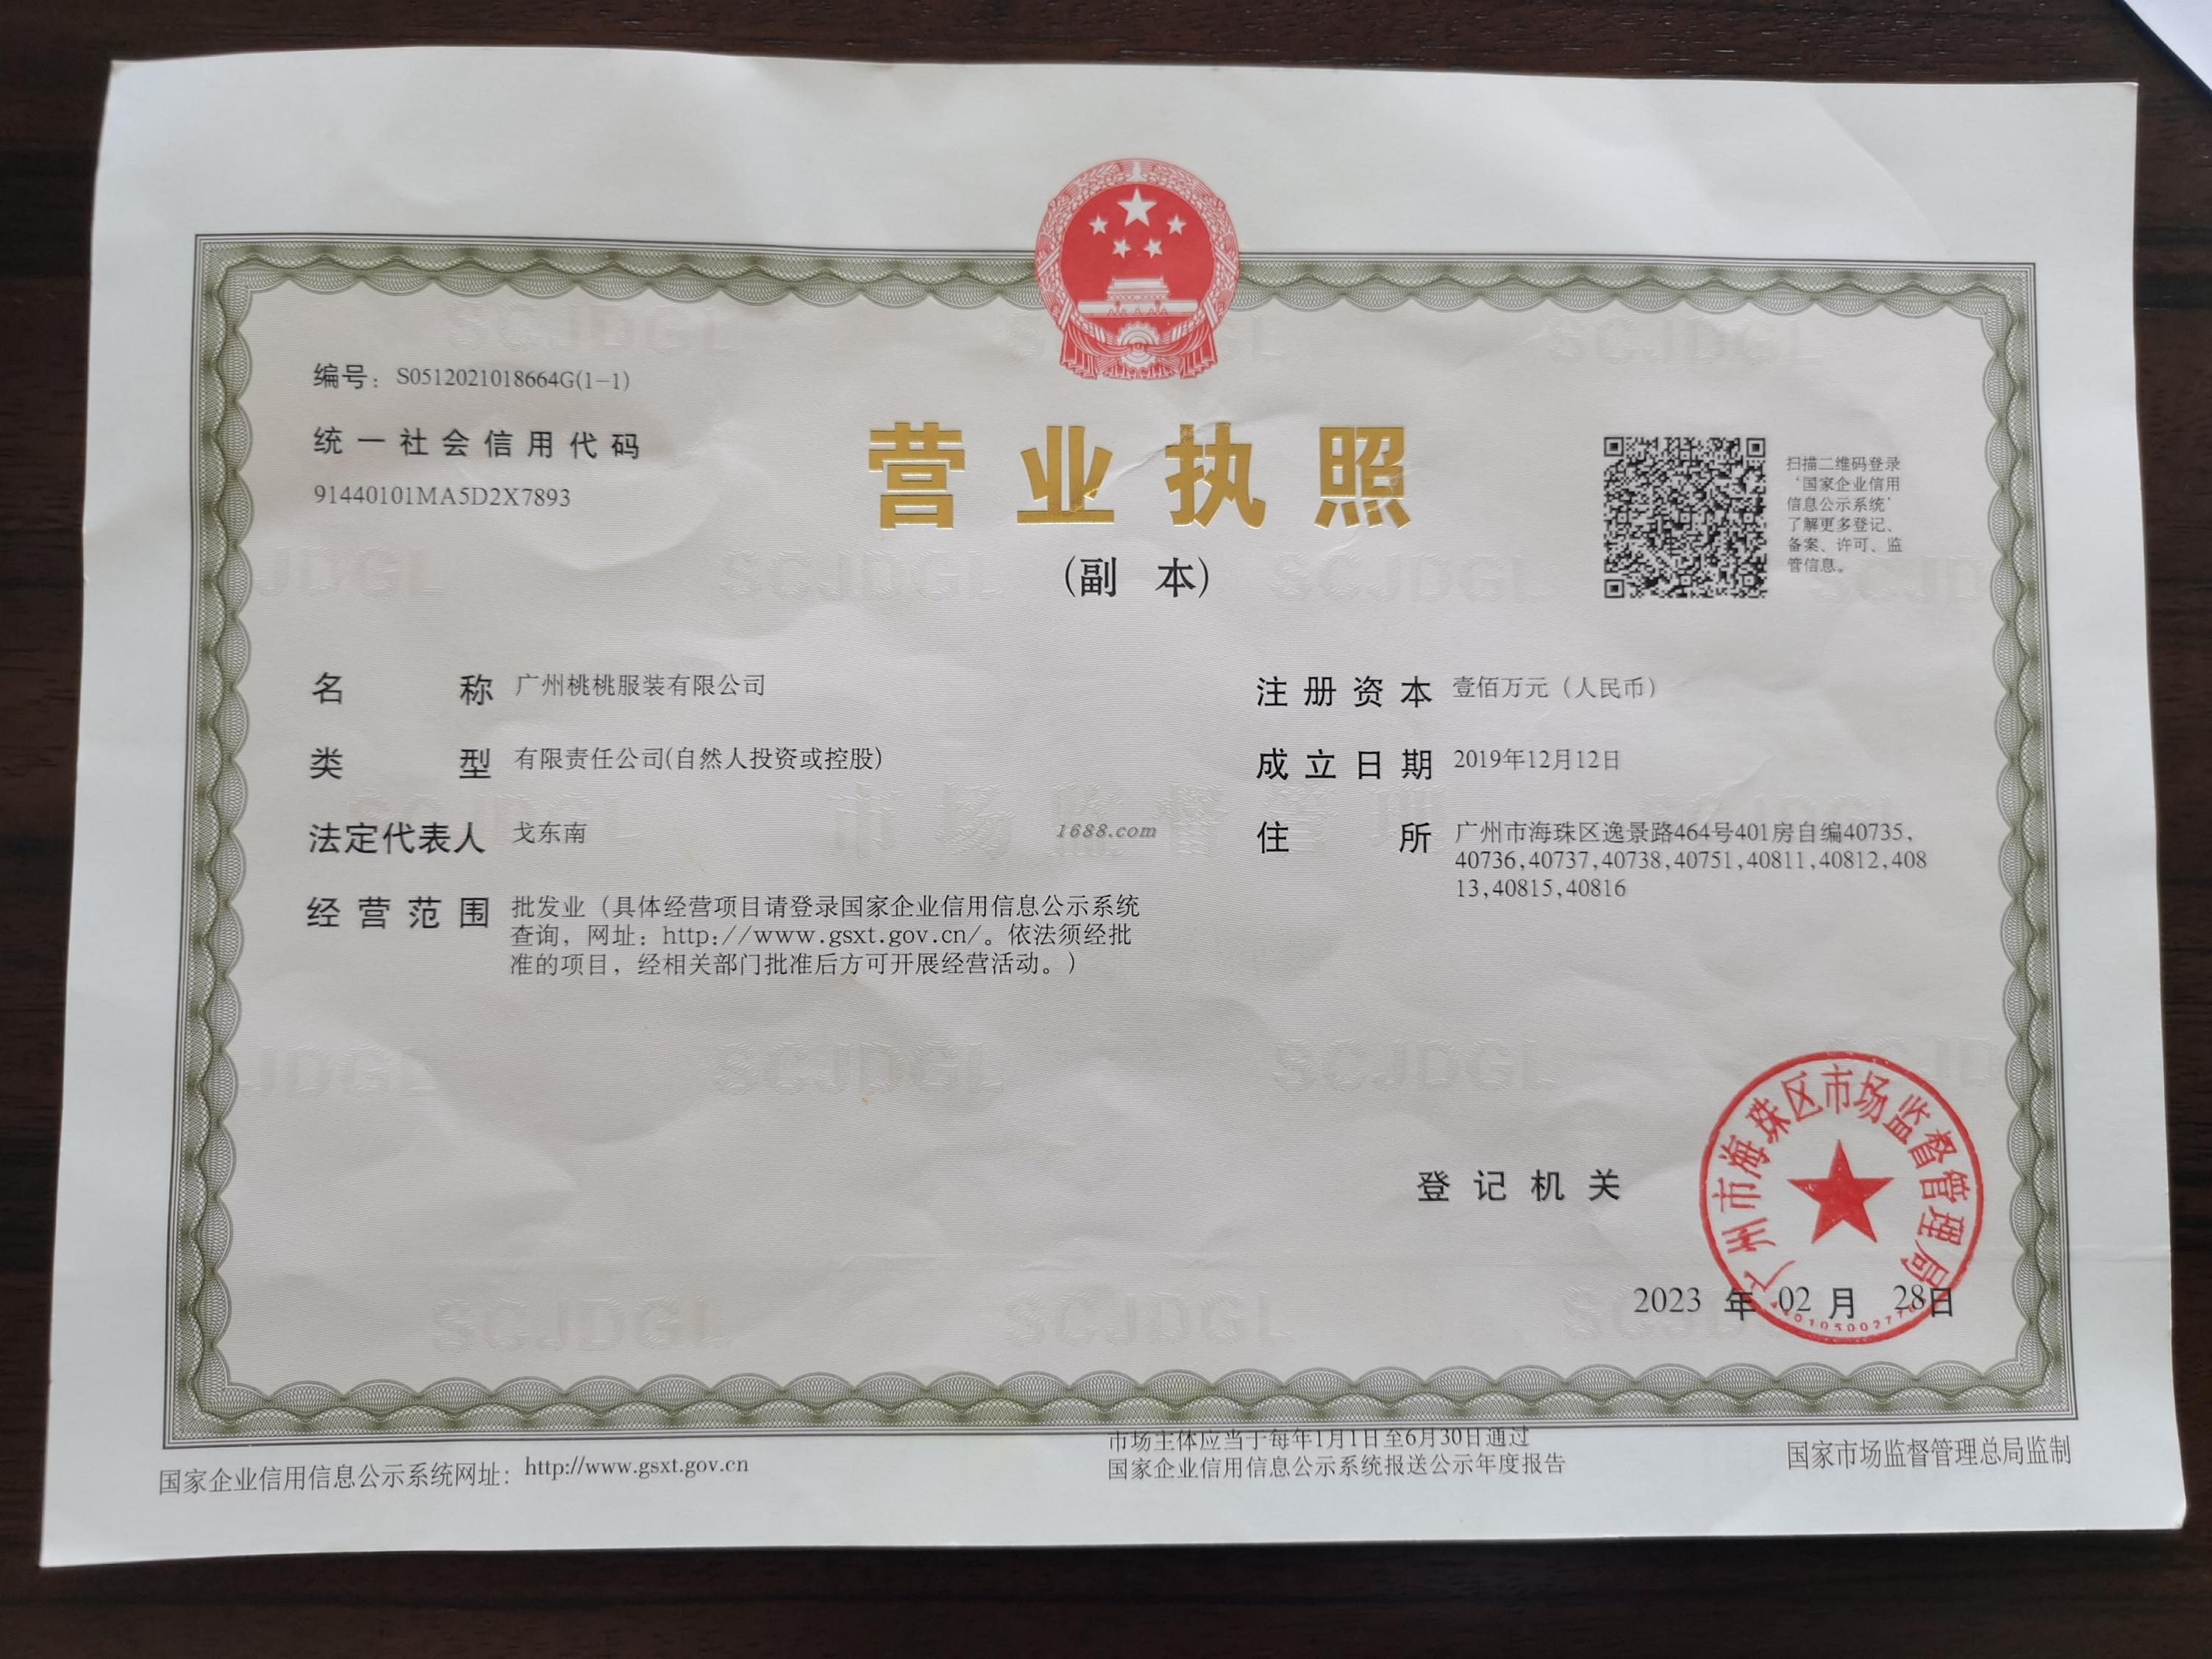 编号：S0512021018664G(1-1)
统一社会信用代码
91440101MA5D2X7893
营业执照
(副 本)
扫描二维码登录
‘国家企业信用
信息公示系统’
了解更多登记、
备案、许可、监
管信息。
名 称 广州桃桃服装有限公司
类 型 有限责任公司(自然人投资或控股)
法定代表人 戈东南
经营范围 批发业（具体经营项目请登录国家企业信用信息公示系统
查询，网址：http://www.gsxt.gov.cn/。依法须经批
准的项目，经相关部门批准后方可开展经营活动。）
1688.com
注册资本 壹佰万元（人民币）
成立日期 2019年12月12日
住 所 广州市海珠区逸景路464号401房自编40735,
40736,40737,40738,40751,40811,40812,408
13,40815,40816
登记机关
广州市海珠区市场监督管理局
2023 年 02 月 28日
国家企业信用信息公示系统网址：http://www.gsxt.gov.cn
市场主体应当于每年1月1日至6月30日通过
国家企业信用信息公示系统报送公示年度报告
国家市场监督管理总局监制
SCJDGL
市场监督管理